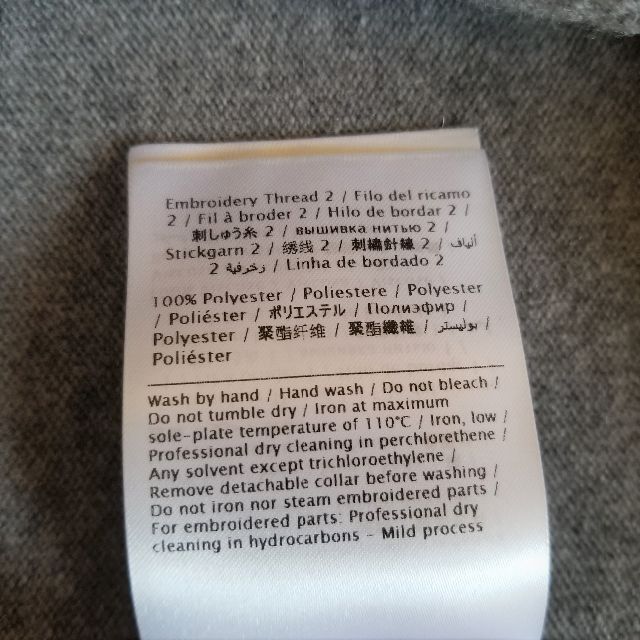 Embroidery Thread 2 / Filo del ricamo
2 / Fil à broder 2 / Hilo de bordar 2 /
刺しゅう糸 2 / вышивка нитью 2 /
Stickgarn 2 / 绣线 2 / 刺繡針線 2 / ألياف
زخرفية 2 / Linha de bordado 2
100% Polyester / Poliestere / Polyester
/ Poliéster / ポリエステル / Полиэфир /
Polyester / 聚酯纤维 / 聚酯纖維 / بوليستر /
Poliéster
Wash by hand / Hand wash / Do not bleach /
Do not tumble dry / Iron at maximum
sole-plate temperature of 110°C / Iron, low /
Professional dry cleaning in perchlorethene /
Any solvent except trichloroethylene /
Remove detachable collar before washing /
Do not iron nor steam embroidered parts /
For embroidered parts: Professional dry
cleaning in hydrocarbons - Mild process